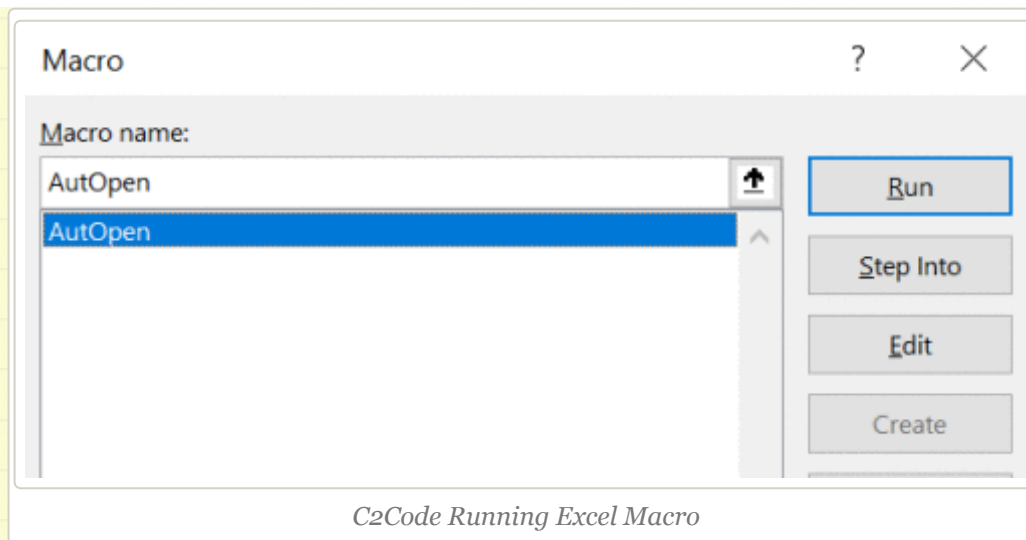 Macro ?
Macro name:
AutOpen
Run
AutOpen
Step Into
Edit
Create
C2Code Running Excel Macro